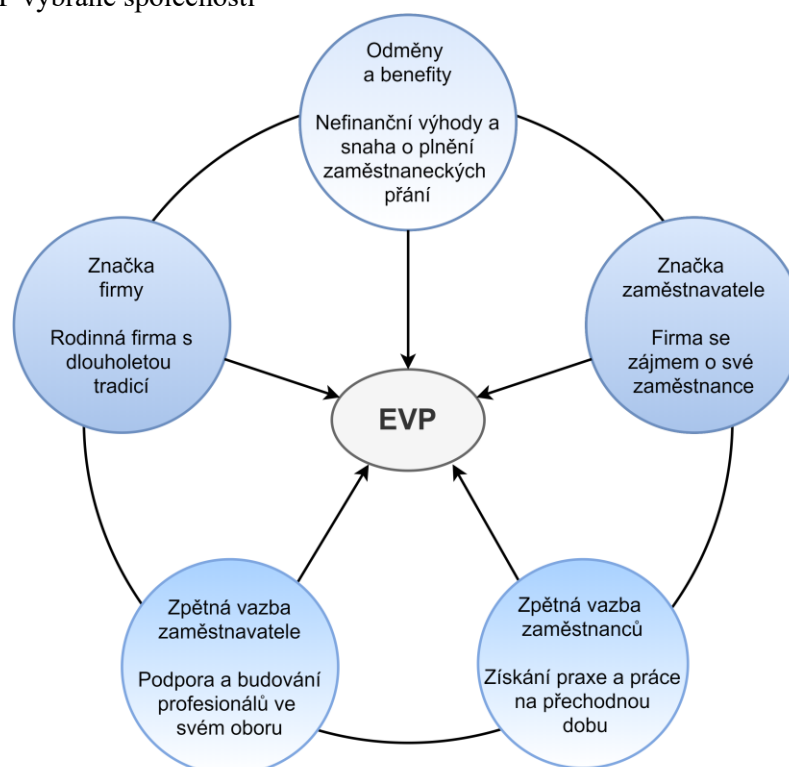 vybrané společnosti
Odměny
a benefity
Nefinanční výhody a
snaha o plnění
zaměstnaneckých
přání
Značka
firmy
Rodinná firma s
dlouholetou
tradicí
Značka
zaměstnavatele
Firma se
zájmem o své
zaměstnance
EVP
Zpětná vazba
zaměstnavatele
Podpora a budování
profesionálů ve
svém oboru
Zpětná vazba
zaměstnanců
Získání praxe a práce
na přechodnou
dobu